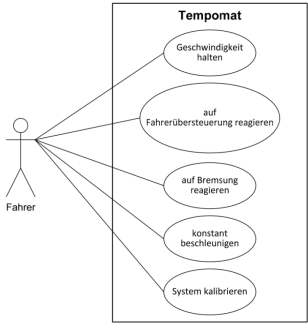 Tempomat
Geschwindigkeit
halten
auf
Fahrerübersteuerung reagieren
auf Bremsung
reagieren
Fahrer
konstant
beschleunigen
System kalibrieren